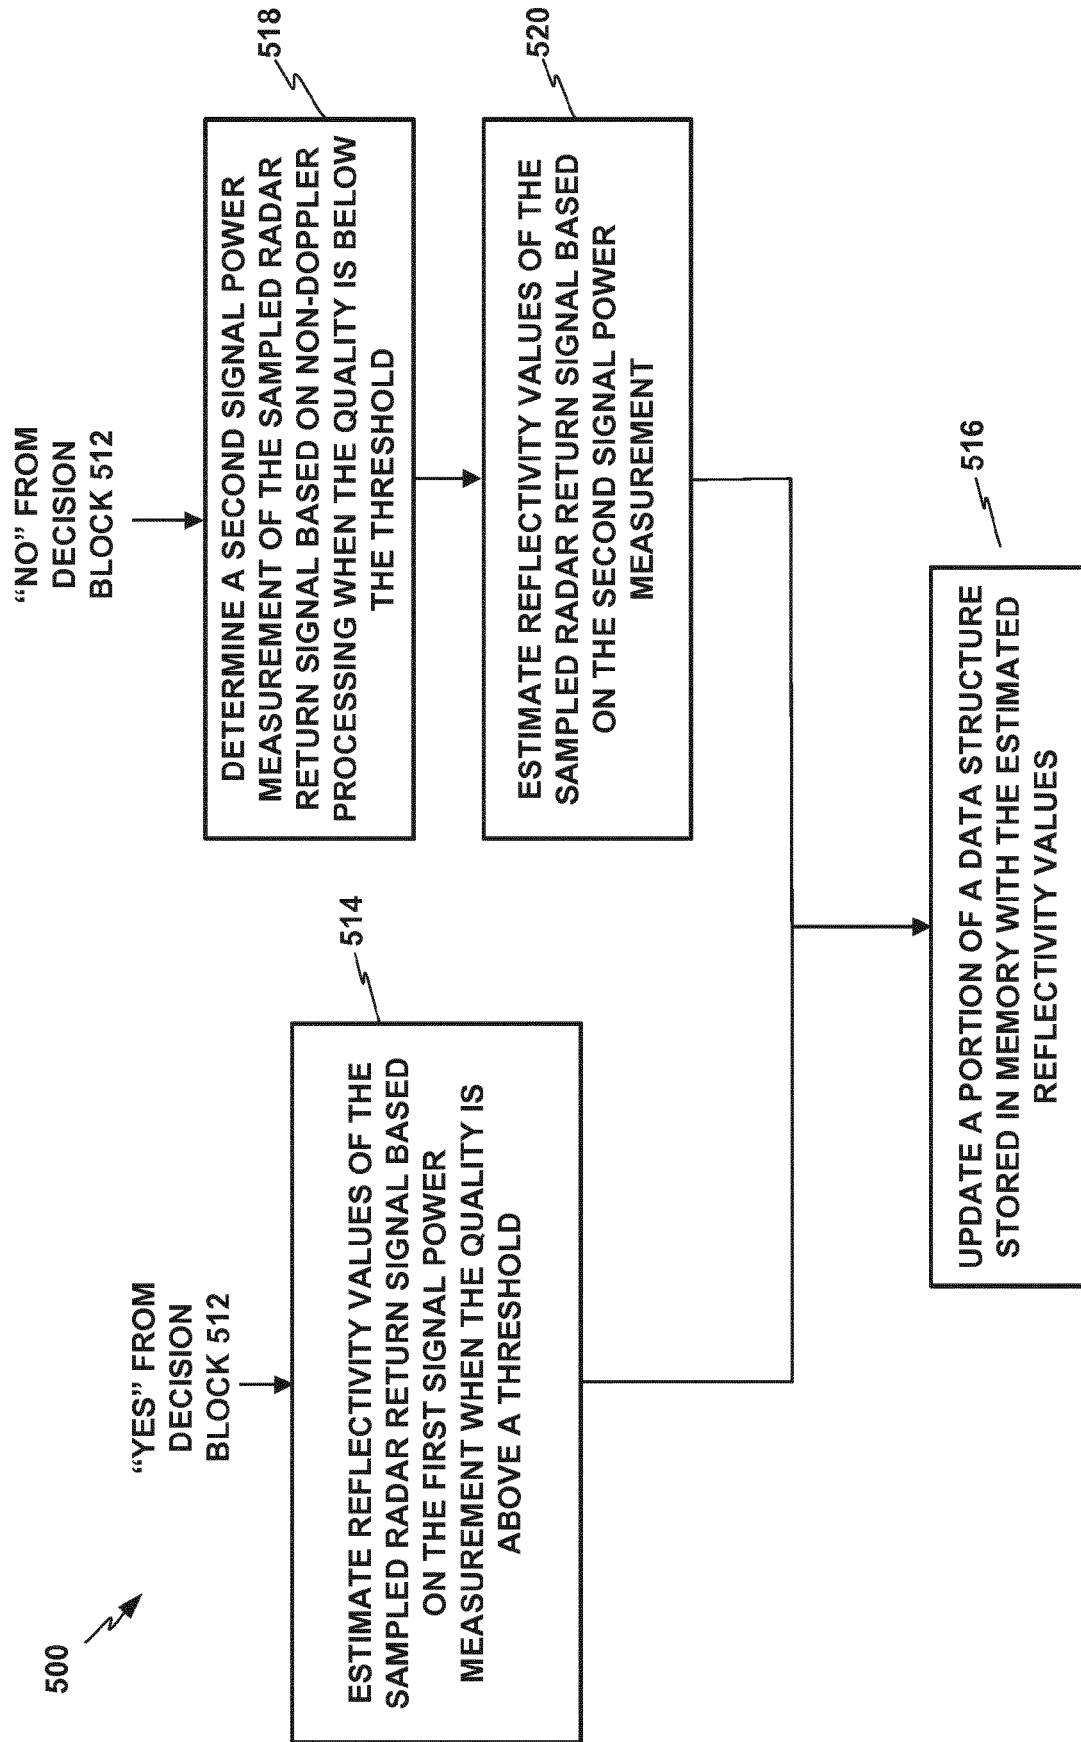 500
"YES" FROM
DECISION
BLOCK 512
514
ESTIMATE REFLECTIVITY VALUES OF THE
SAMPLED RADAR RETURN SIGNAL BASED
ON THE FIRST SIGNAL POWER
MEASUREMENT WHEN THE QUALITY IS
ABOVE A THRESHOLD
"NO" FROM
DECISION
BLOCK 512
518
DETERMINE A SECOND SIGNAL POWER
MEASUREMENT OF THE SAMPLED RADAR
RETURN SIGNAL BASED ON NON-DOPPLER
PROCESSING WHEN THE QUALITY IS BELOW
THE THRESHOLD
520
ESTIMATE REFLECTIVITY VALUES OF THE
SAMPLED RADAR RETURN SIGNAL BASED
ON THE SECOND SIGNAL POWER
MEASUREMENT
516
UPDATE A PORTION OF A DATA STRUCTURE
STORED IN MEMORY WITH THE ESTIMATED
REFLECTIVITY VALUES